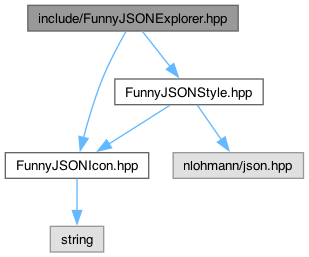 include/FunnyJSONExplorer.hpp
FunnyJSONStyle.hpp
FunnyJSONIcon.hpp
nlohmann/json.hpp
string